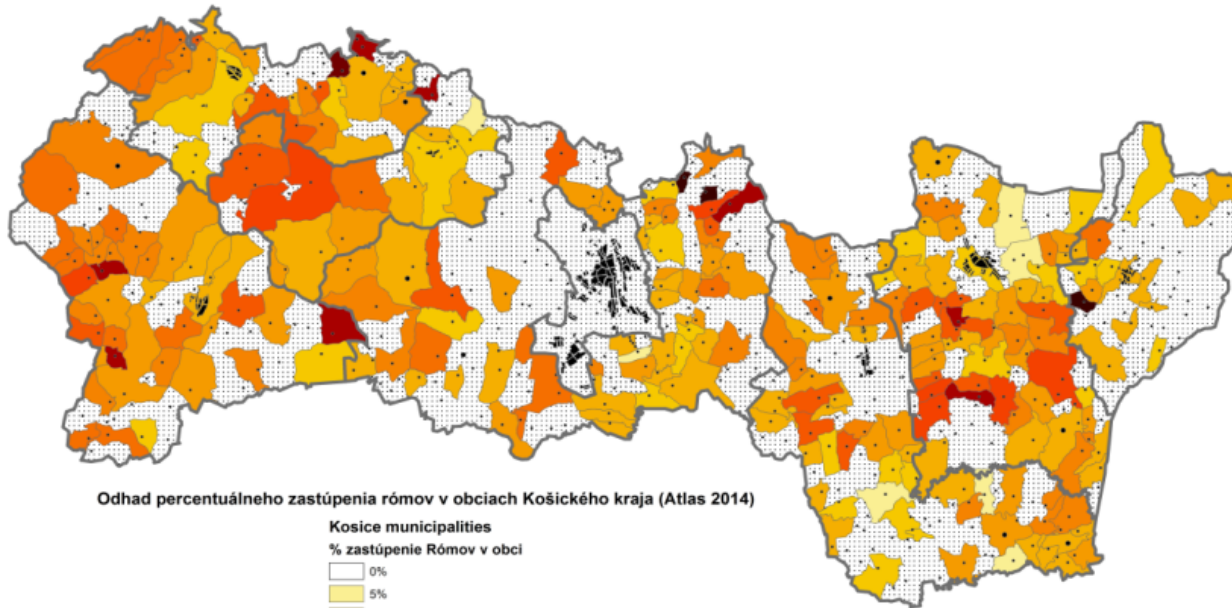 Odhad percentuálneho zastúpenia rómov v obciach Košického kraja (Atlas 2014)
Kosice municipalities
% zastúpenie Rómov v obci
0%
5%